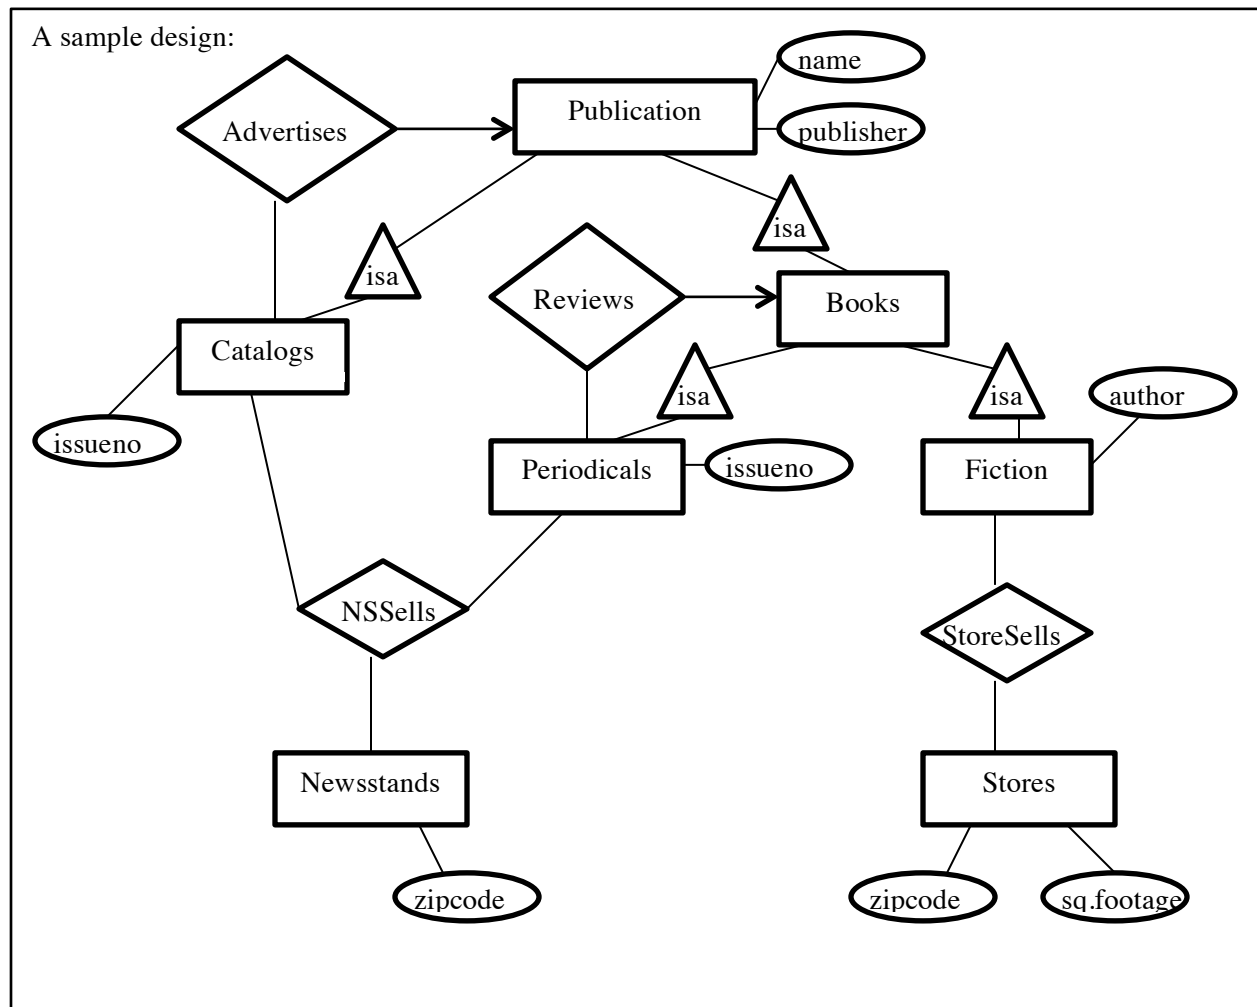 A sample design:
name
Publication
Advertises
publisher
isa
isa
Reviews
Books
Catalogs
isa
isa
author
issueno
Periodicals
issueno
Fiction
NSSells
StoreSells
Newsstands
Stores
zipcode
zipcode
sq.footage